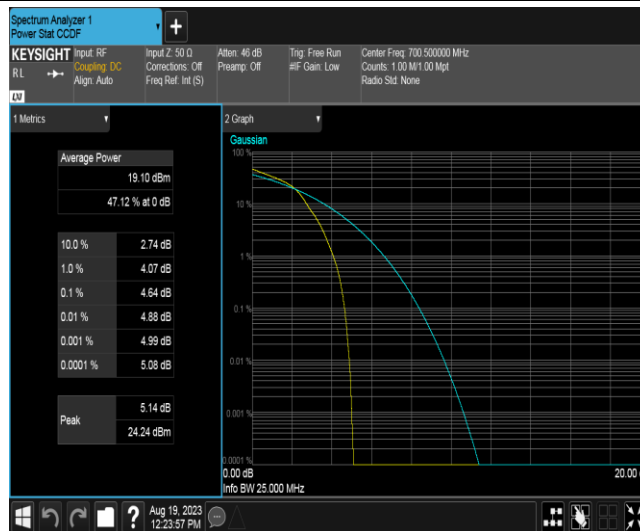 Spectrum Analyzer 1
Power Stat CCDF
+
KEYSIGHT
RL
LXI
Input: RF
Coupling: DC
Align: Auto
Input Z: 50 Ω
Corrections: Off
Freq Ref: Int (S)
Atten: 46 dB
Preamp: Off
Trig: Free Run
#IF Gain: Low
Center Freq: 700.500000 MHz
Counts: 1.00 M/1.00 Mpt
Radio Std: None
1 Metrics
Average Power
19.10 dBm
47.12 % at 0 dB
10.0 % 2.74 dB
1.0 % 4.07 dB
0.1 % 4.64 dB
0.01 % 4.88 dB
0.001 % 4.99 dB
0.0001 % 5.08 dB
Peak
5.14 dB
24.24 dBm
2 Graph
Gaussian
100 %
10 %
1 %
0.1 %
0.01 %
0.001 %
0.0001 %
0.00 dB
20.00
Info BW 25.000 MHz
?
Aug 19, 2023
12:23:57 PM